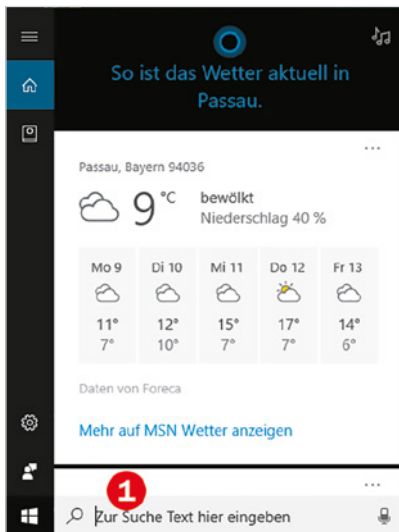 So ist das Wetter aktuell in
Passau.
...
Passau, Bayern 94036
9 °C
bewölkt
Niederschlag 40 %
Mo 9 Di 10 Mi 11 Do 12 Fr 13
11° 12° 15° 17° 14°
7° 10° 7° 7° 6°
Daten von Foreca
Mehr auf MSN Wetter anzeigen
...
1
Zur Suche Text hier eingeben